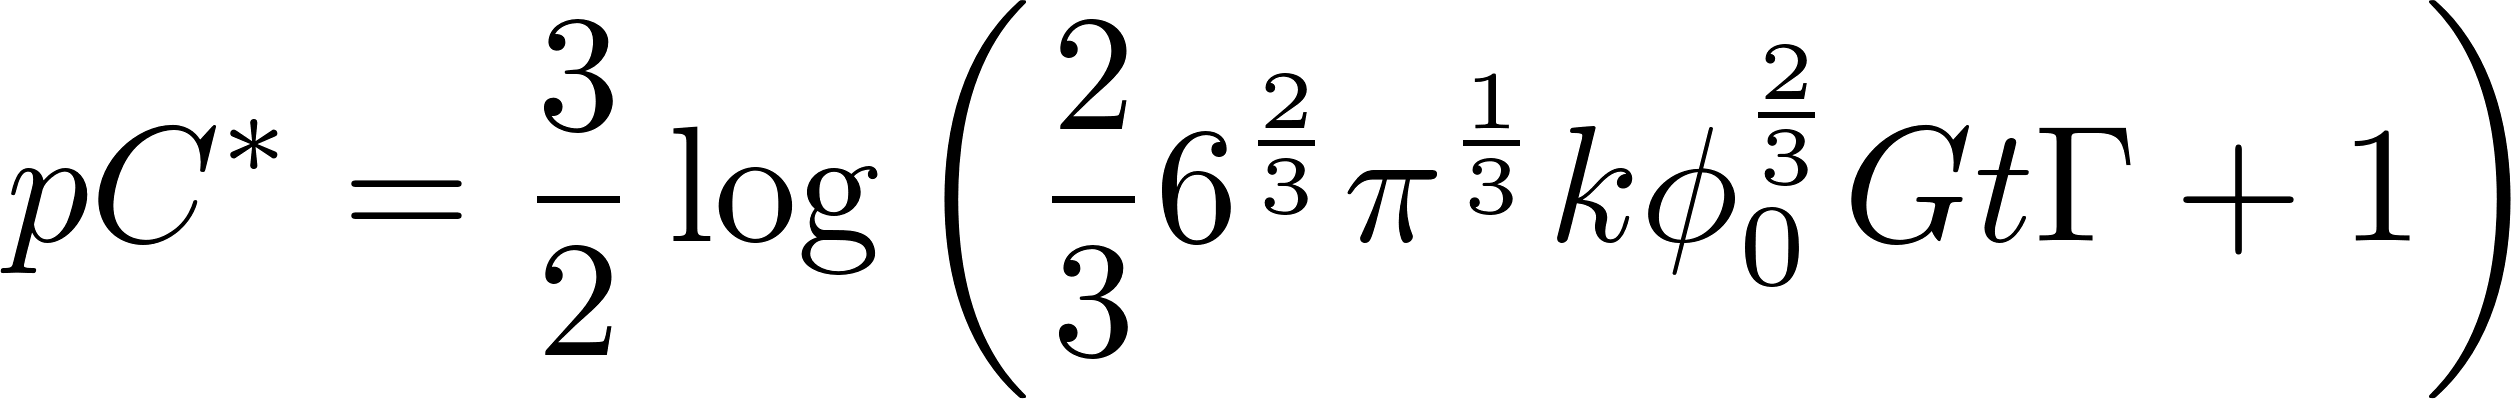 $pC^{*} = \frac{3}{2} \log \left( \frac{2}{3} 6^{\frac{2}{3}} \pi^{\frac{1}{3}} k \phi_0^{\frac{2}{3}} G t \Gamma + 1 \right)$